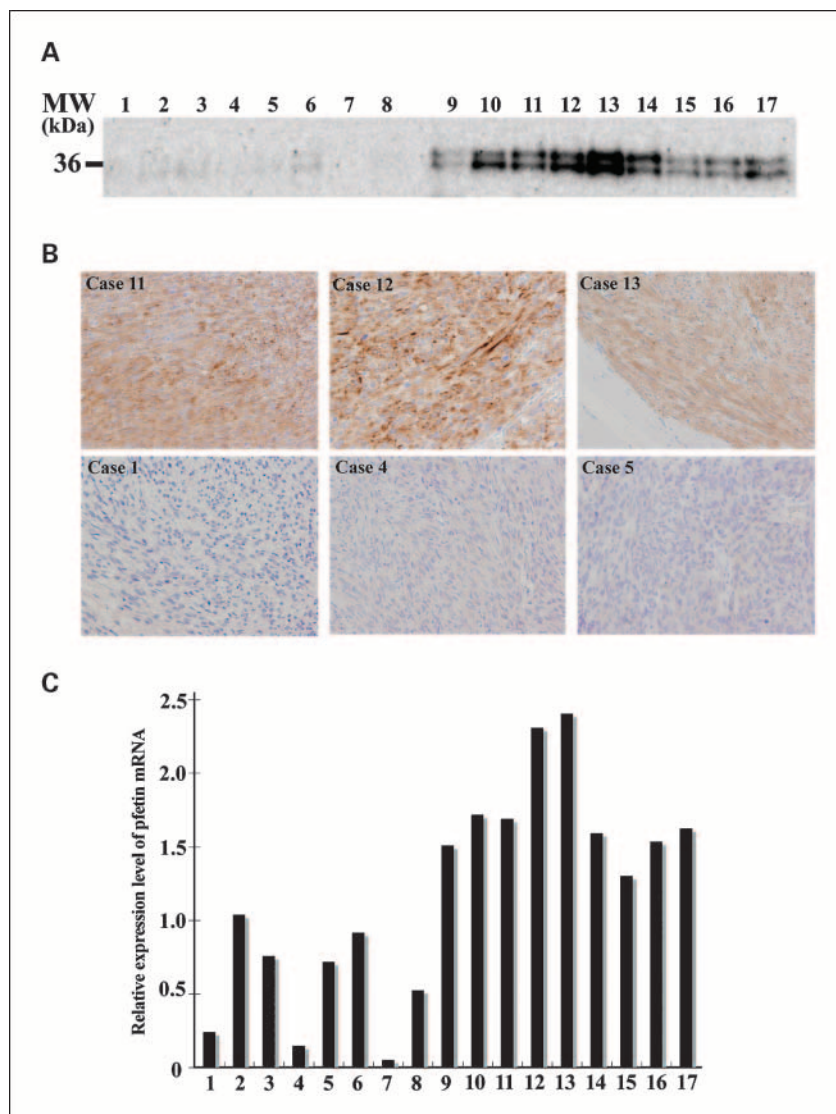 A
MW 1 2 3 4 5 6 7 8 9 10 11 12 13 14 15 16 17
(kDa)
36
B
Case 11 Case 12 Case 13
Case 1 Case 4 Case 5
C
Relative expression level of pfetin mRNA
2.5
2.0
1.5
1.0
0.5
0
1 2 3 4 5 6 7 8 9 10 11 12 13 14 15 16 17